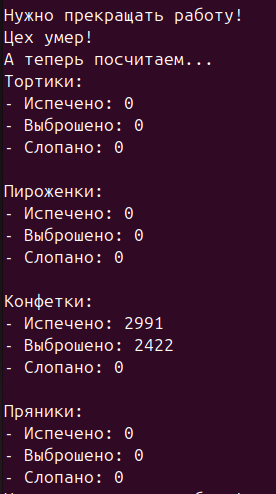 Нужно прекращать работу!
Цех умер!
А теперь посчитаем...
Тортики:
- Испечено: 0
- Выброшено: 0
- Слопано: 0
Пироженки:
- Испечено: 0
- Выброшено: 0
- Слопано: 0
Конфетки:
- Испечено: 2991
- Выброшено: 2422
- Слопано: 0
Пряники:
- Испечено: 0
- Выброшено: 0
- Слопано: 0